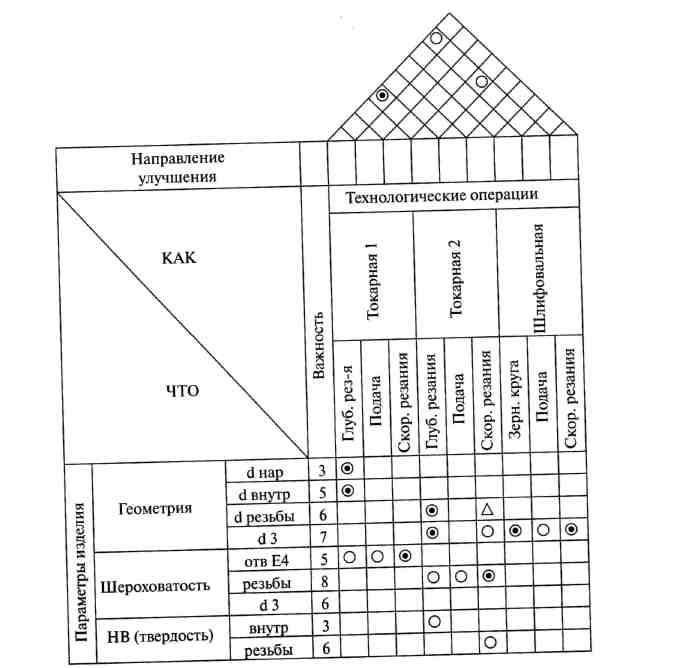 Направление
улучшения
Технологические операции
КАК
ЧТО
Важность
Токарная 1
Токарная 2
Шлифовальная
Глуб. рез-я
Подача
Скор. резания
Глуб. резания
Подача
Скор. резания
Зерн. круга
Подача
Скор. резания
Параметры изделия
Геометрия
d нар 3
d внутр 5
d резьбы 6
d 3 7
Шероховатость
отв Е4 5
резьбы 8
d 3 6
НВ (твердость)
внутр 3
резьбы 6